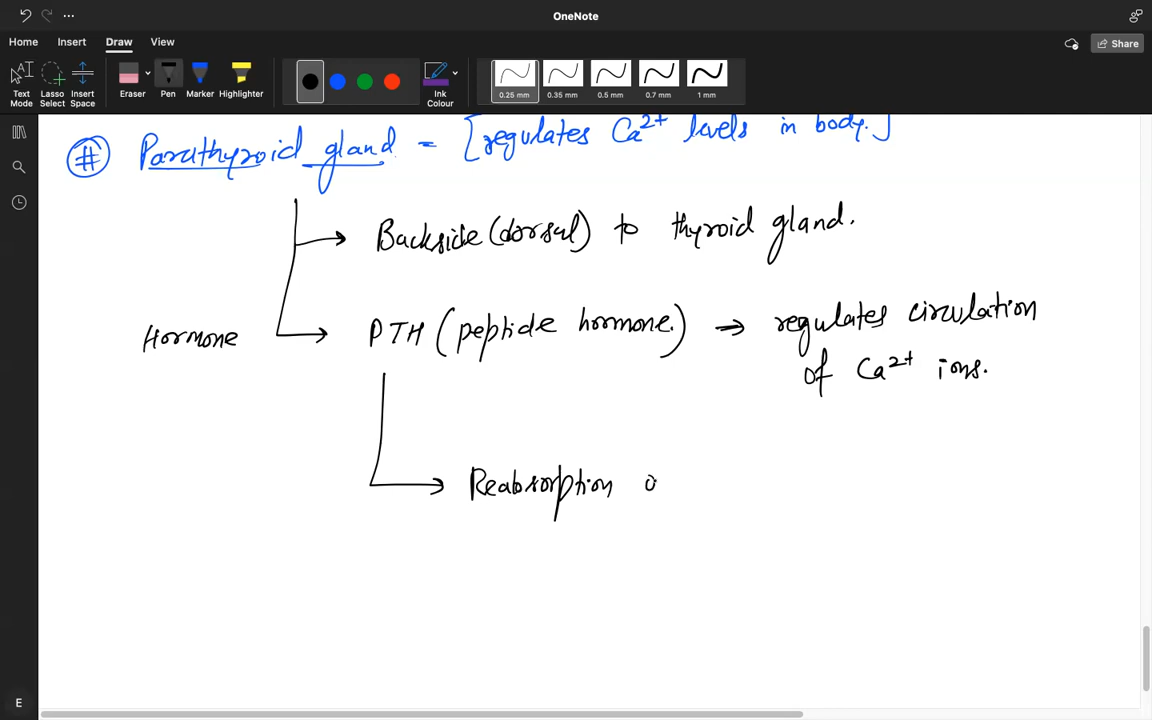 OneNote
Home Insert Draw View
Share
Text Mode
Lasso Select
Insert Space
Eraser
Pen
Marker
Highlighter
Ink Colour
0.25 mm
0.35 mm
0.5 mm
0.7 mm
1 mm
# Parathyroid gland = [regulates Ca2+ levels in body.]
Backside (dorsal) to thyroid gland.
Hormone PTH (peptide hormone.) → regulates circulation
of Ca2+ ions.
Reabsorption o
E